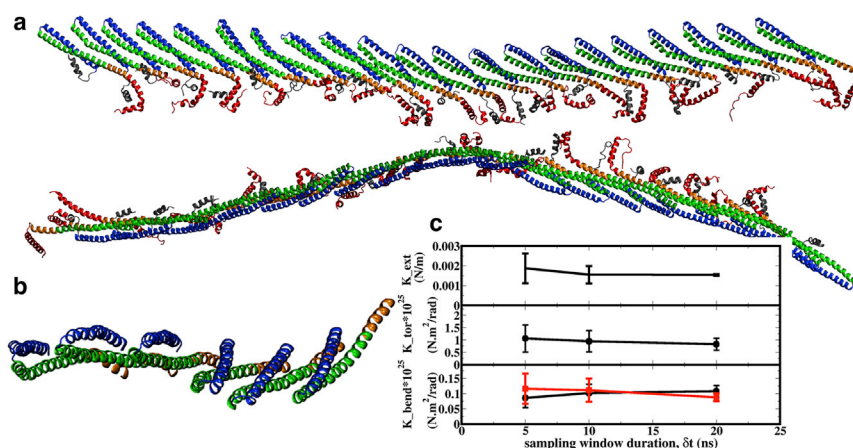 a
b
c
K_ext
(N/m)
0.003
0.002
0.001
0
K_tor*10^25
(N.m^2/rad)
2
1.5
1
0.5
0
K_bend*10^25
(N.m^2/rad)
0.15
0.1
0.05
0
0 5 10 15 20 25
sampling window duration, δt (ns)